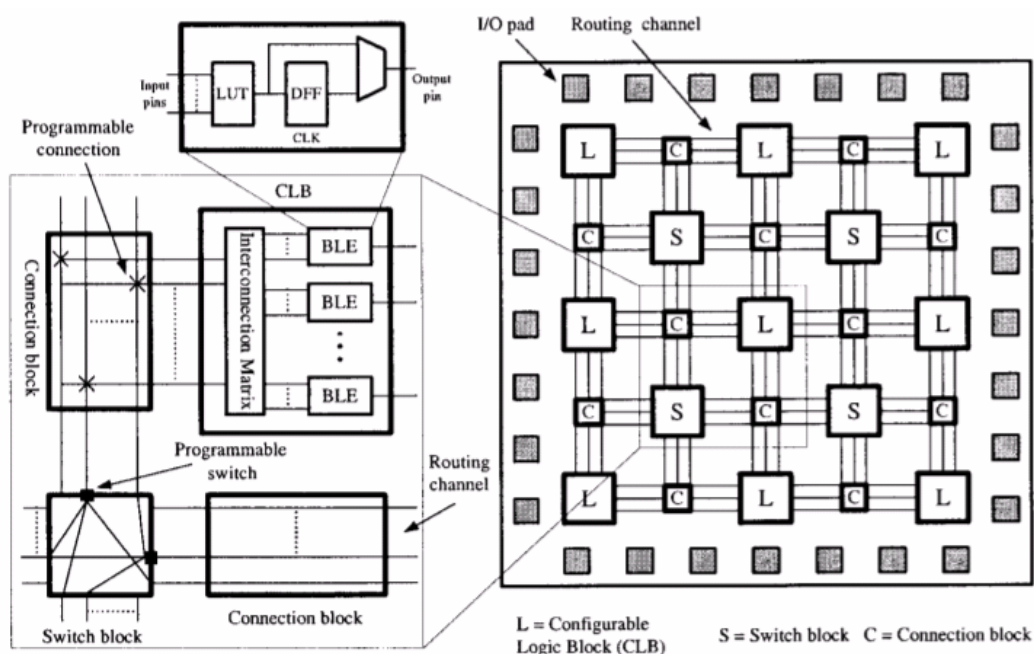 I/O pad
Routing channel
Input
pins
LUT
DFF
CLK
Output
pin
Programmable
connection
CLB
Connection block
Interconnection Matrix
BLE
BLE
BLE
Programmable
switch
Routing
channel
Switch block
Connection block
L C L C L
C S C S C
L C L C L
C S C S C
L C L C L
L = Configurable
Logic Block (CLB)
S = Switch block C = Connection block